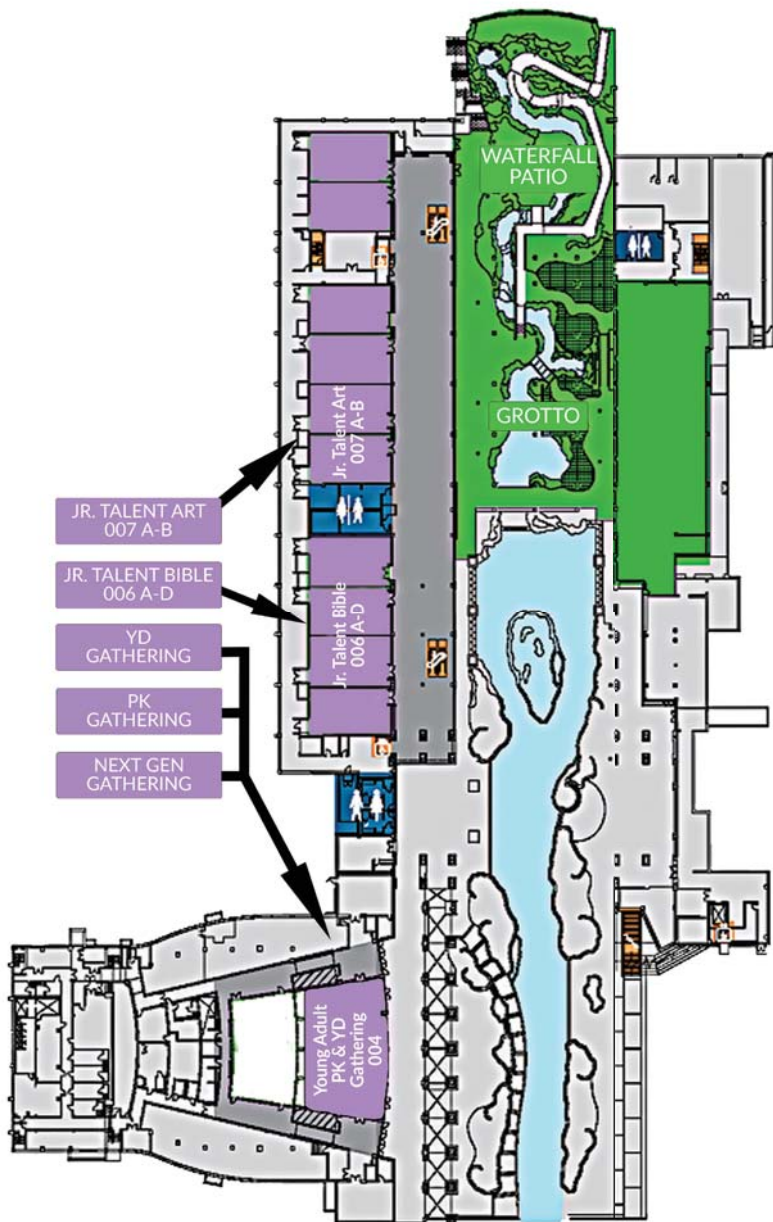 WATERFALL
PATIO
GROTTO
Jr. Talent Art
007 A-B
JR. TALENT ART
007 A-B
JR. TALENT BIBLE
006 A-D
Jr. Talent Bible
006 A-D
YD
GATHERING
PK
GATHERING
NEXT GEN
GATHERING
Young Adult
PK & YD
Gathering
004